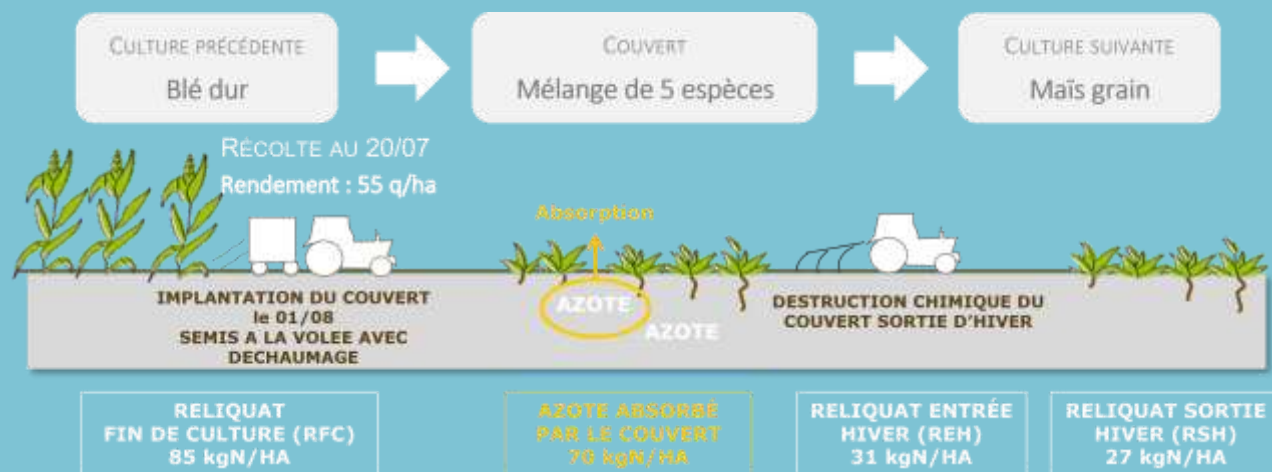 CULTURE PRÉCÉDENTE
Blé dur
COUVERT
Mélange de 5 espèces
CULTURE SUIVANTE
Maïs grain
RÉCOLTE AU 20/07
Rendement : 55 q/ha
Absorption
IMPLANTATION DU COUVERT
le 01/08
SEMIS A LA VOLEE AVEC
DECHAUMAGE
AZOTE
AZOTE
DESTRUCTION CHIMIQUE DU
COUVERT SORTIE D'HIVER
RELIQUAT
FIN DE CULTURE (RFC)
85 kgN/HA
AZOTE ABSORBÉ
PAR LE COUVERT
70 kgN/HA
RELIQUAT ENTRÉE
HIVER (REH)
31 kgN/HA
RELIQUAT SORTIE
HIVER (RSH)
27 kgN/HA